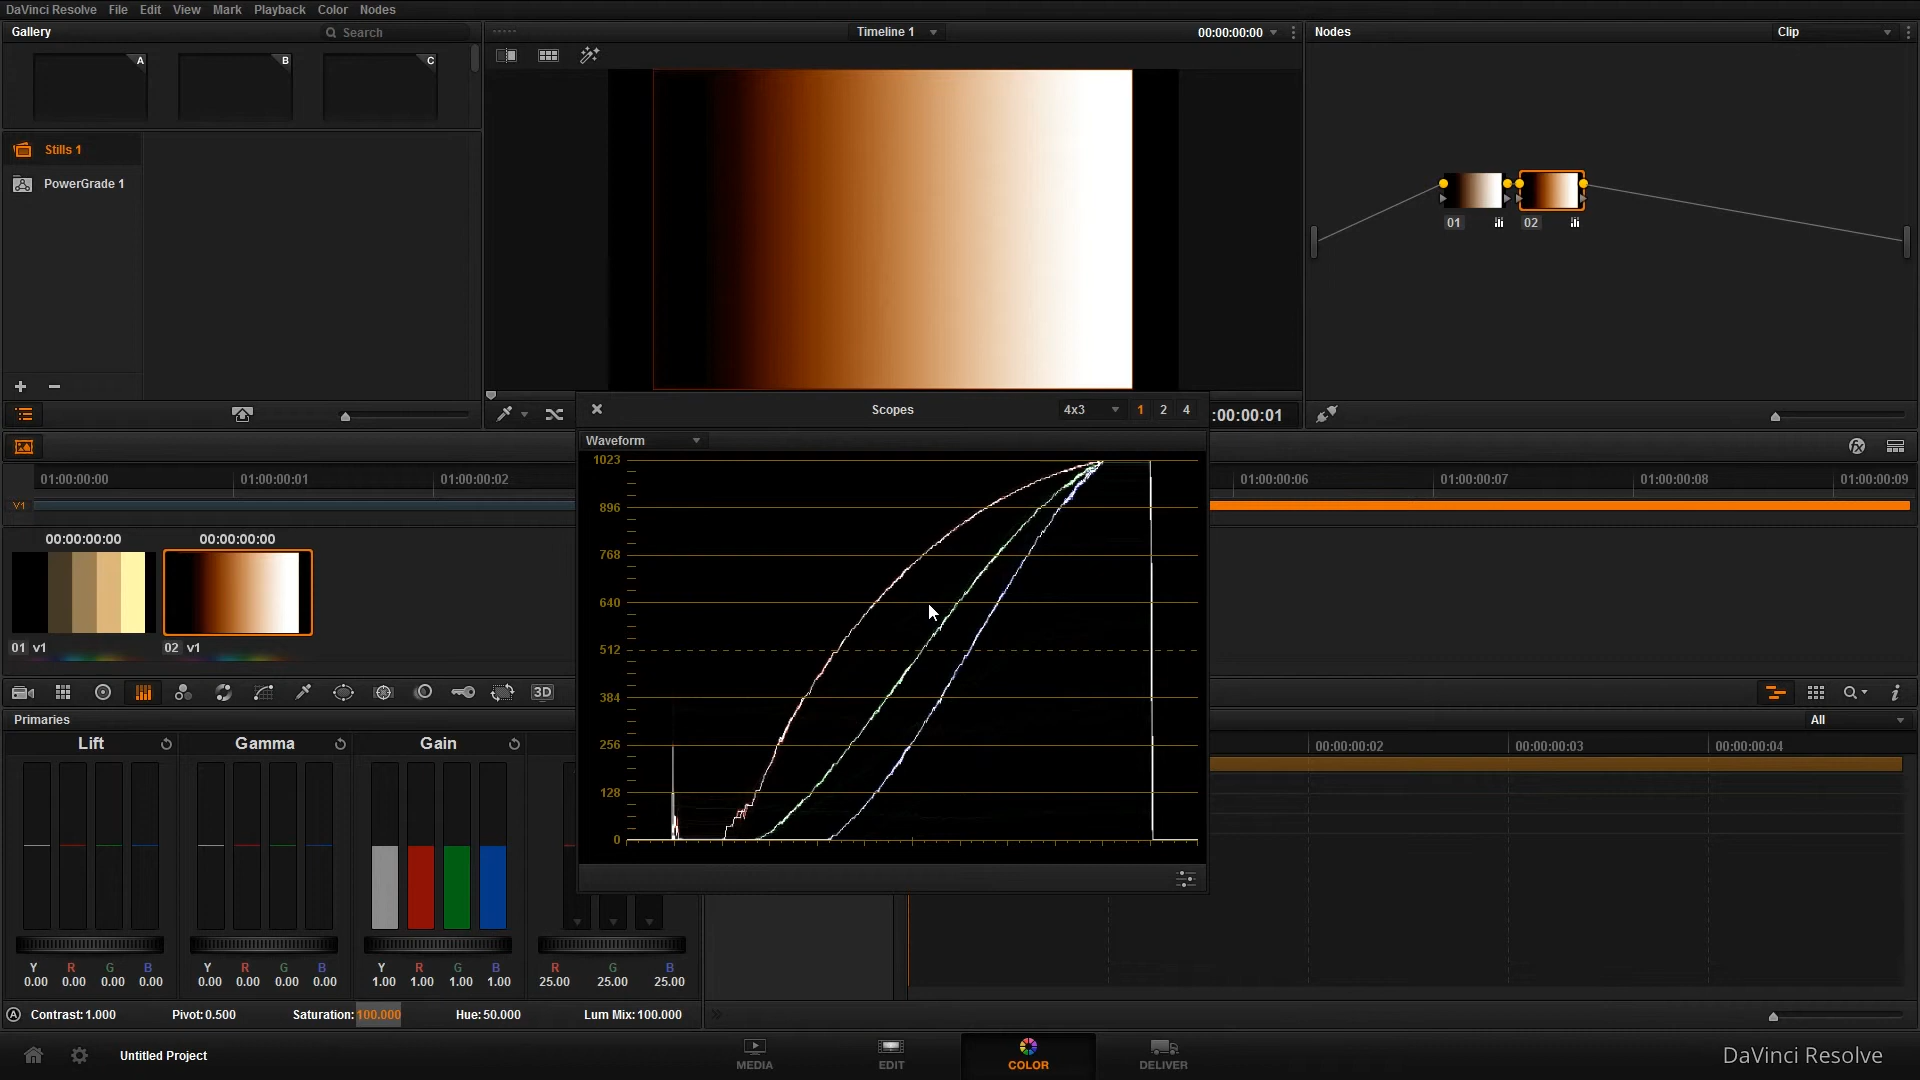 DaVinci Resolve File Edit View Mark Playback Color Nodes
Gallery Search
Timeline 1 00:00:00:00
Nodes Clip
A B C
Stills 1
PowerGrade 1
01 02
Scopes 4x3 1 2 4
:00:00:01
Waveform
1023
896
768
640
512
384
256
128
0
01:00:00:00 01:00:00:01 01:00:00:02 01:00:00:06 01:00:00:07 01:00:00:08 01:00:00:09
V1
00:00:00:00 00:00:00:00
01 v1 02 v1
3D
Primaries All
Lift Gamma Gain
00:00:00:02 00:00:00:03 00:00:00:04
Y R G B Y R G B Y R G B R G B
0.00 0.00 0.00 0.00 0.00 0.00 0.00 0.00 1.00 1.00 1.00 1.00 25.00 25.00 25.00
A Contrast:1.000 Pivot:0.500 Saturation:100.000 Hue:50.000 Lum Mix:100.000
Untitled Project
MEDIA EDIT COLOR DELIVER
DaVinci Resolve